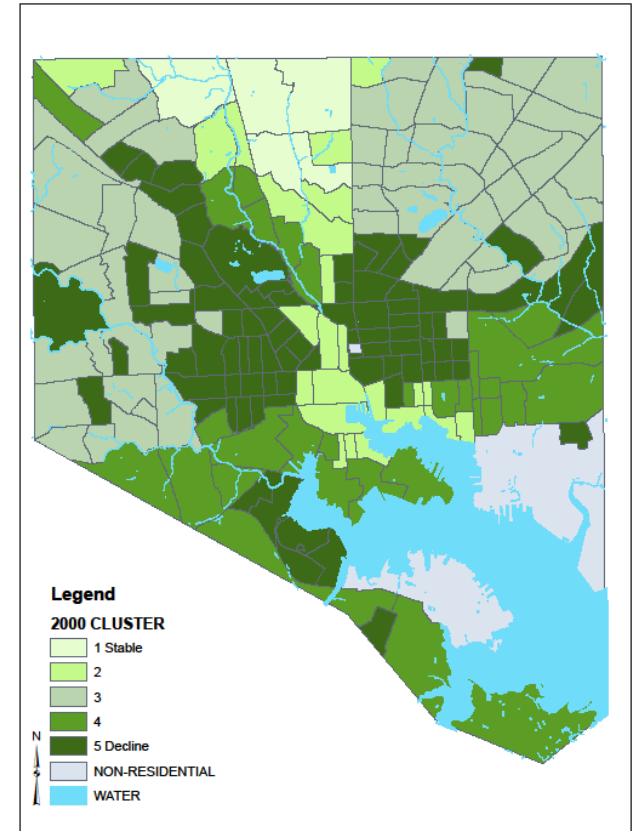 Legend
2000 CLUSTER
1 Stable
2
3
4
5 Decline
NON-RESIDENTIAL
WATER
N